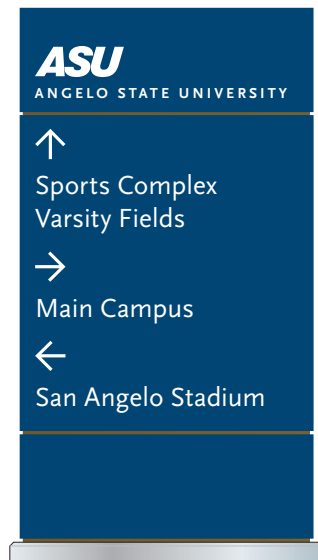 ASU
ANGELO STATE UNIVERSITY
↑
Sports Complex
Varsity Fields
→
Main Campus
←
San Angelo Stadium